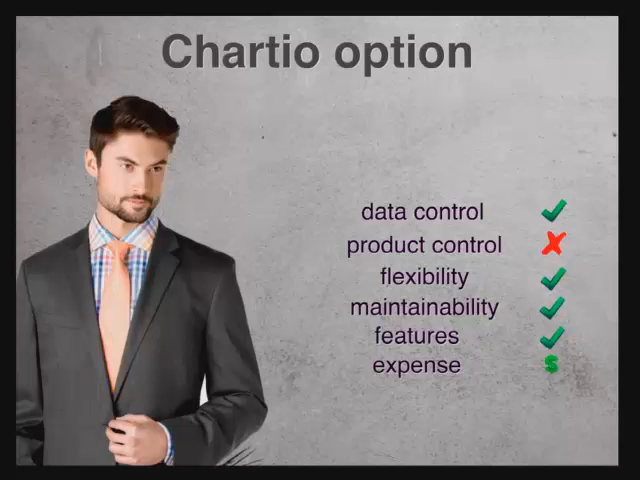 Chartio option
data control
product control
flexibility
maintainability
features
expense $